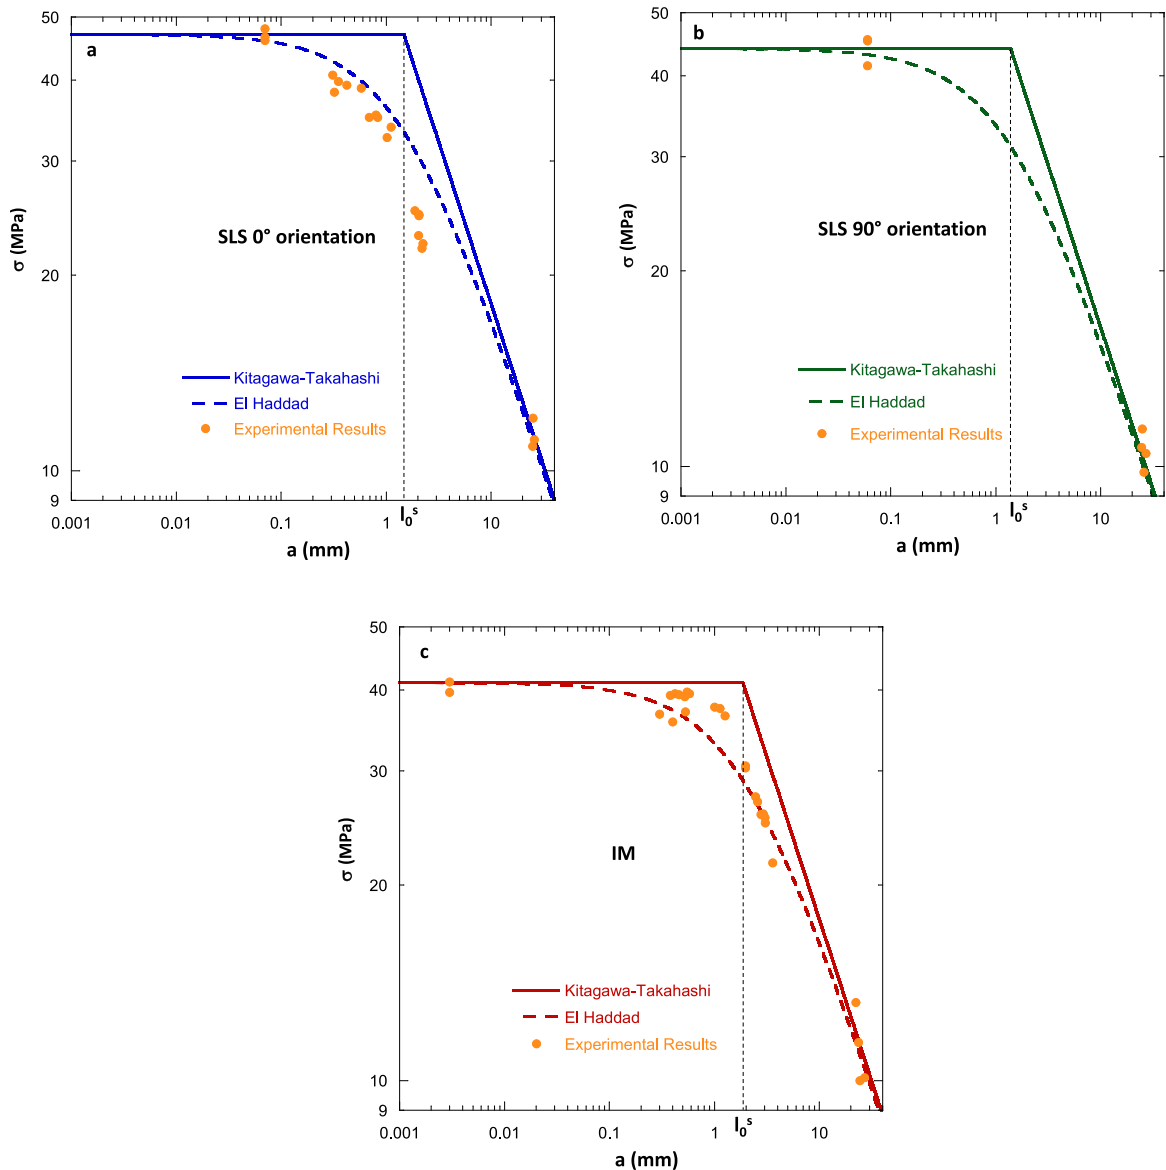 a
50
40
30
20
10
9
σ (MPa)
SLS 0° orientation
Kitagawa-Takahashi
El Haddad
Experimental Results
0.001
0.01
0.1
1
l₀ˢ
10
a (mm)
b
50
40
30
20
10
9
σ (MPa)
SLS 90° orientation
Kitagawa-Takahashi
El Haddad
Experimental Results
0.001
0.01
0.1
1
l₀ˢ
10
a (mm)
c
50
40
30
20
10
9
σ (MPa)
IM
Kitagawa-Takahashi
El Haddad
Experimental Results
0.001
0.01
0.1
1
l₀ˢ
10
a (mm)